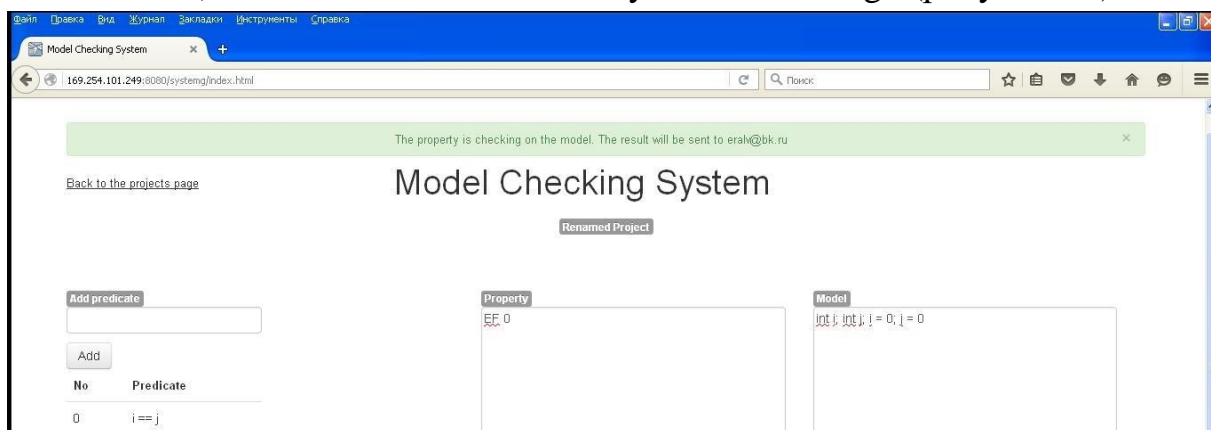 Файл Правка Вид Журнал Закладки Инструменты Справка
Model Checking System × +
169.254.101.249:8080/systemg/index.html Поиск
The property is checking on the model. The result will be sent to eralv@bk.ru ×
Back to the projects page
Model Checking System
Renamed Project
Add predicate
Property
Model
EF 0
int i; int j; i = 0; j = 0
Add
No Predicate
0 i == j